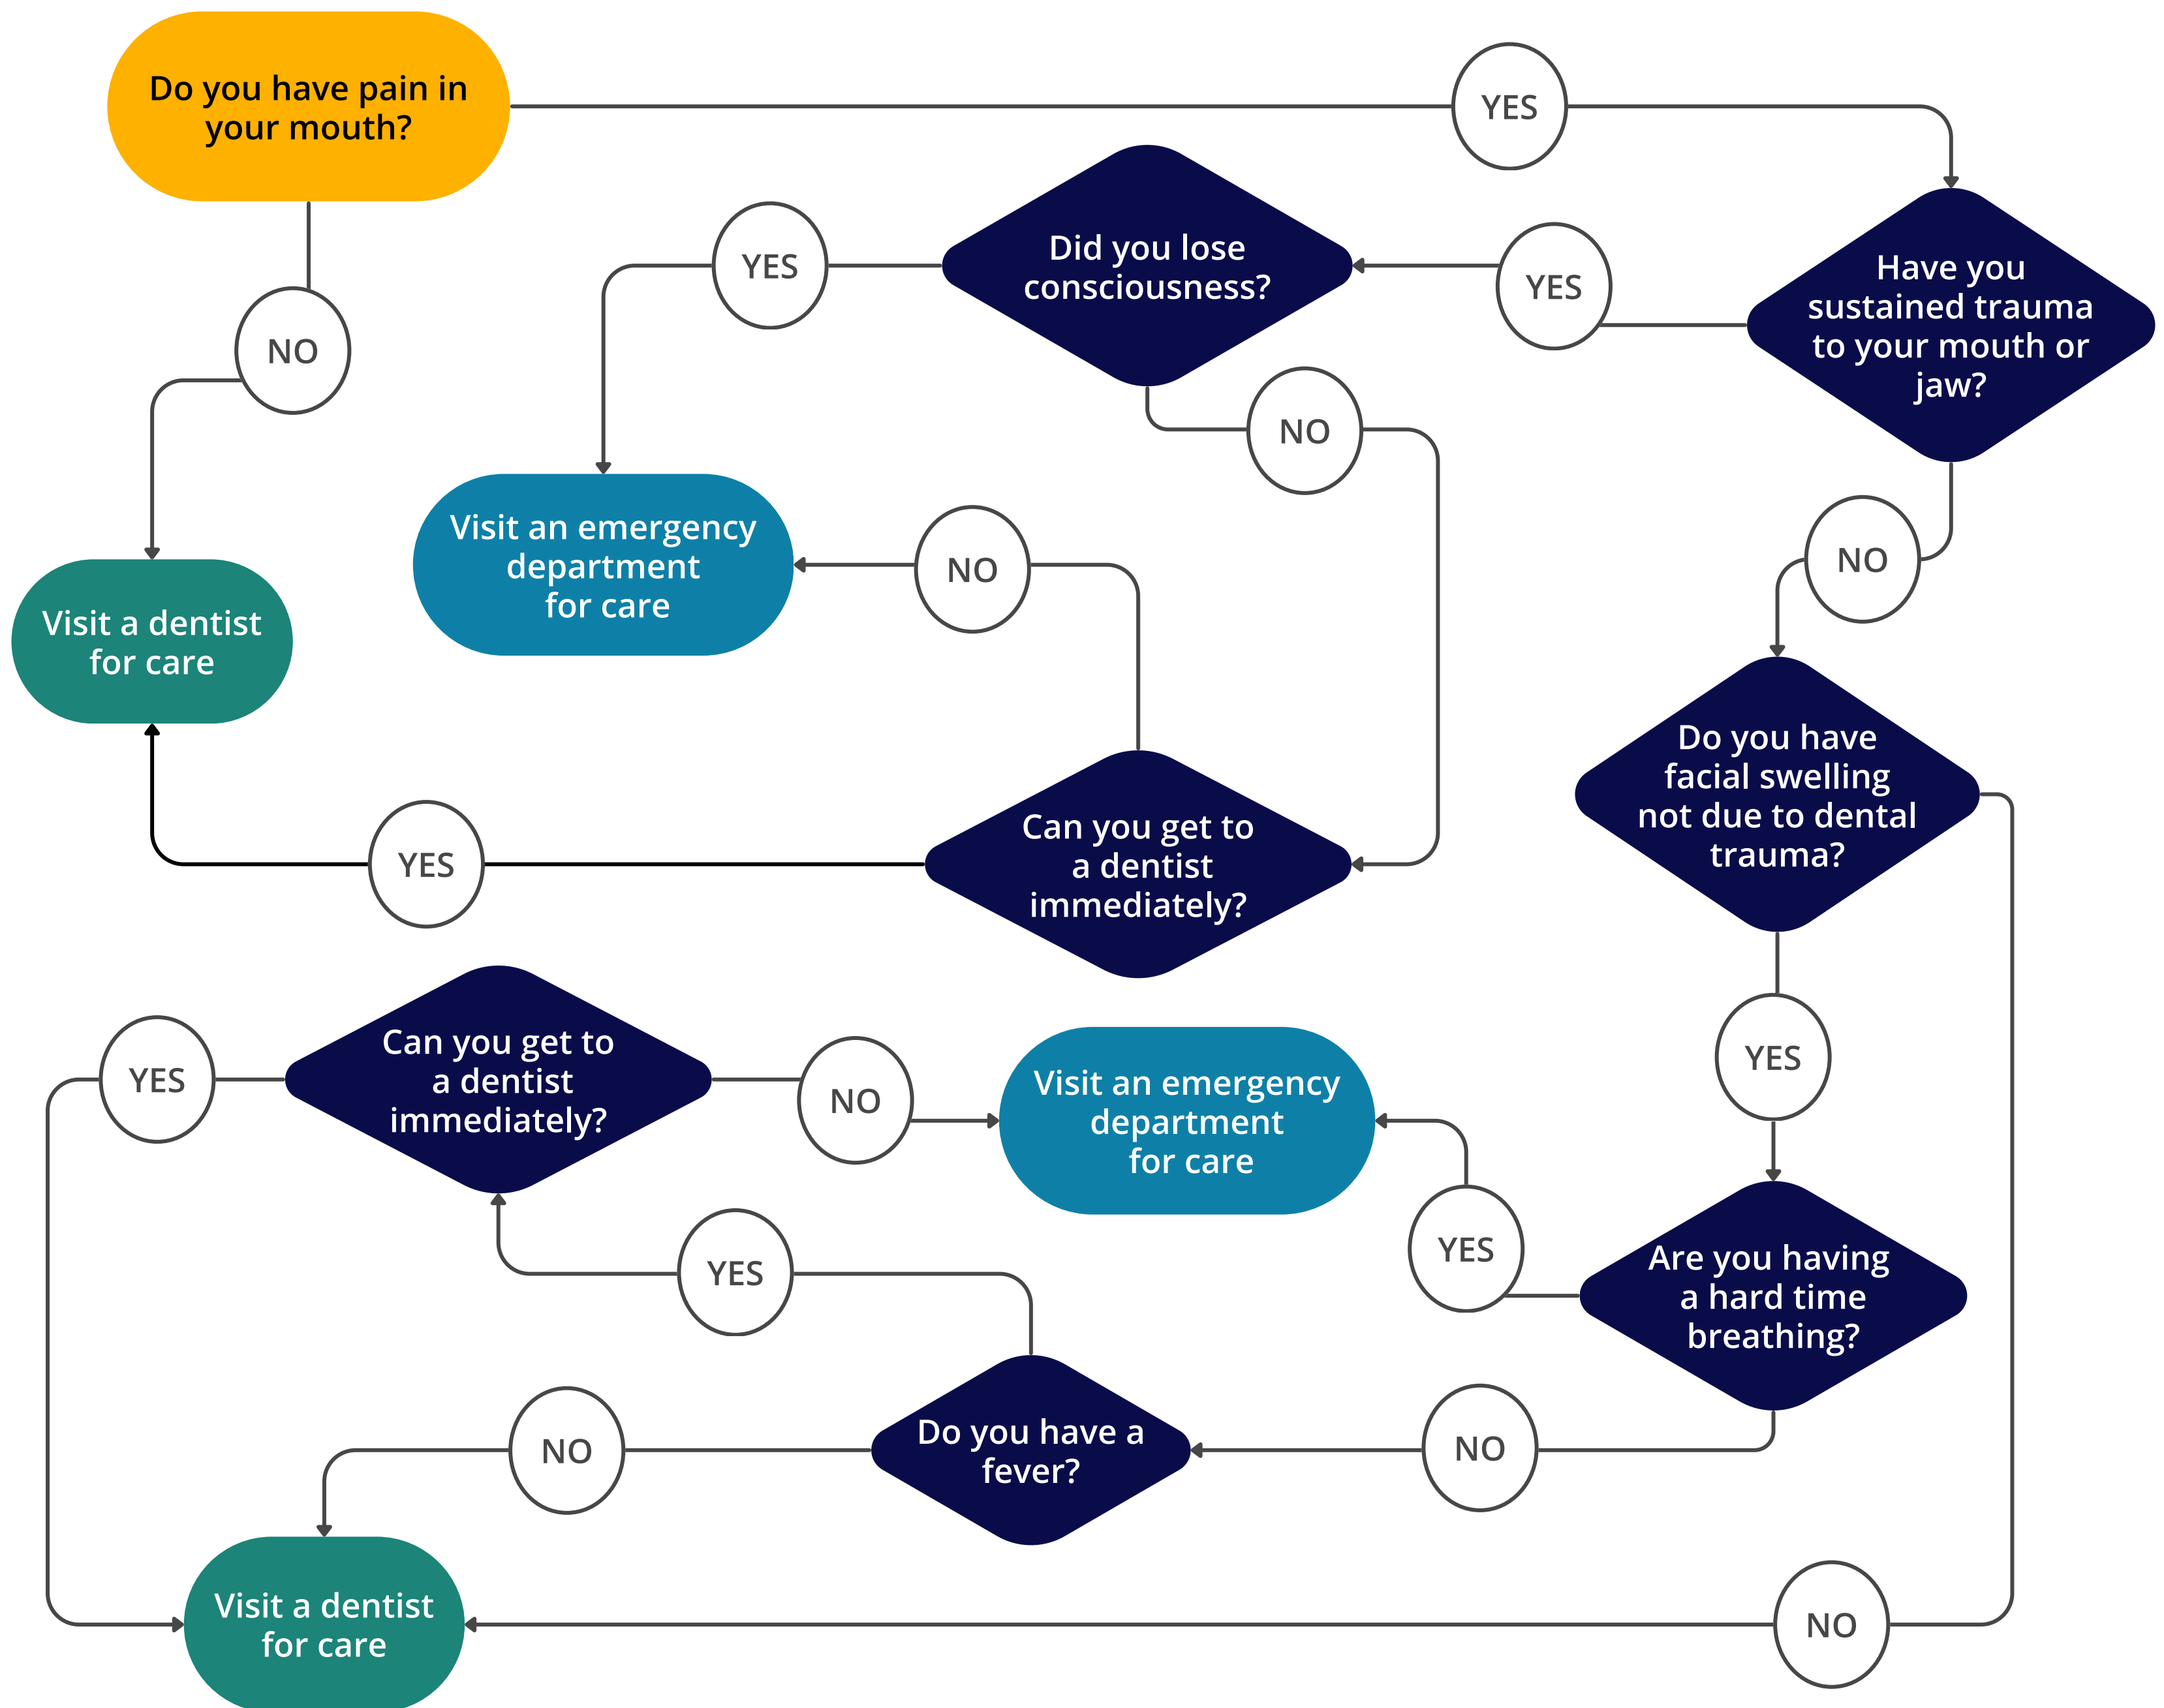 Do you have pain in
your mouth?
YES
Did you lose
consciousness?
YES
YES
Have you
sustained trauma
to your mouth or
jaw?
NO
NO
Visit an emergency
department
for care
NO
NO
Visit a dentist
for care
Do you have
facial swelling
not due to dental
trauma?
Can you get to
a dentist
immediately?
YES
Can you get to
a dentist
immediately?
YES
NO
Visit an emergency
department
for care
YES
YES
YES
Are you having
a hard time
breathing?
Do you have a
fever?
NO
NO
Visit a dentist
for care
NO